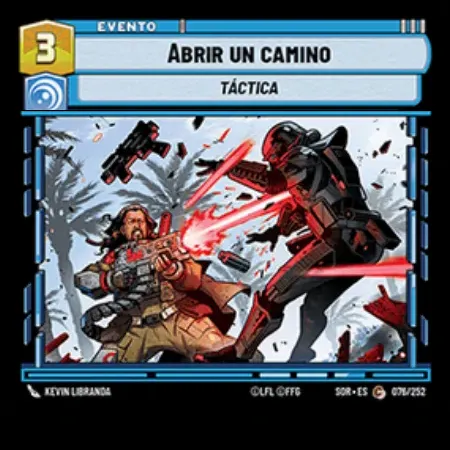 EVENTO
3
ABRIR UN CAMINO
TÁCTICA
KEVIN LIBRANDA
©LFL ©FFG
SOR • ES
C
076/252